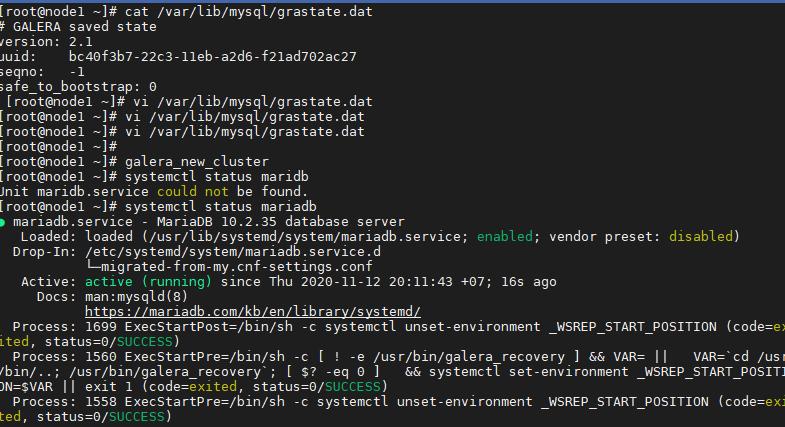 [root@node1 ~]# cat /var/lib/mysql/grastate.dat
# GALERA saved state
version: 2.1
uuid:    bc40f3b7-22c3-11eb-a2d6-f21ad702ac27
seqno:   -1
safe_to_bootstrap: 0
[root@node1 ~]# vi /var/lib/mysql/grastate.dat
[root@node1 ~]# vi /var/lib/mysql/grastate.dat
[root@node1 ~]# vi /var/lib/mysql/grastate.dat
[root@node1 ~]#
[root@node1 ~]# galera_new_cluster
[root@node1 ~]# systemctl status maridb
Unit maridb.service could not be found.
[root@node1 ~]# systemctl status mariadb
● mariadb.service - MariaDB 10.2.35 database server
   Loaded: loaded (/usr/lib/systemd/system/mariadb.service; enabled; vendor preset: disabled)
  Drop-In: /etc/systemd/system/mariadb.service.d
           └─migrated-from-my.cnf-settings.conf
   Active: active (running) since Thu 2020-11-12 20:11:43 +07; 16s ago
     Docs: man:mysqld(8)
           https://mariadb.com/kb/en/library/systemd/
  Process: 1699 ExecStartPost=/bin/sh -c systemctl unset-environment _WSREP_START_POSITION (code=ex
ited, status=0/SUCCESS)
  Process: 1560 ExecStartPre=/bin/sh -c [ ! -e /usr/bin/galera_recovery ] && VAR= ||   VAR=`cd /usr
/bin/..; /usr/bin/galera_recovery`; [ $? -eq 0 ]   && systemctl set-environment _WSREP_START_POSITI
ON=$VAR || exit 1 (code=exited, status=0/SUCCESS)
  Process: 1558 ExecStartPre=/bin/sh -c systemctl unset-environment _WSREP_START_POSITION (code=exi
ted, status=0/SUCCESS)